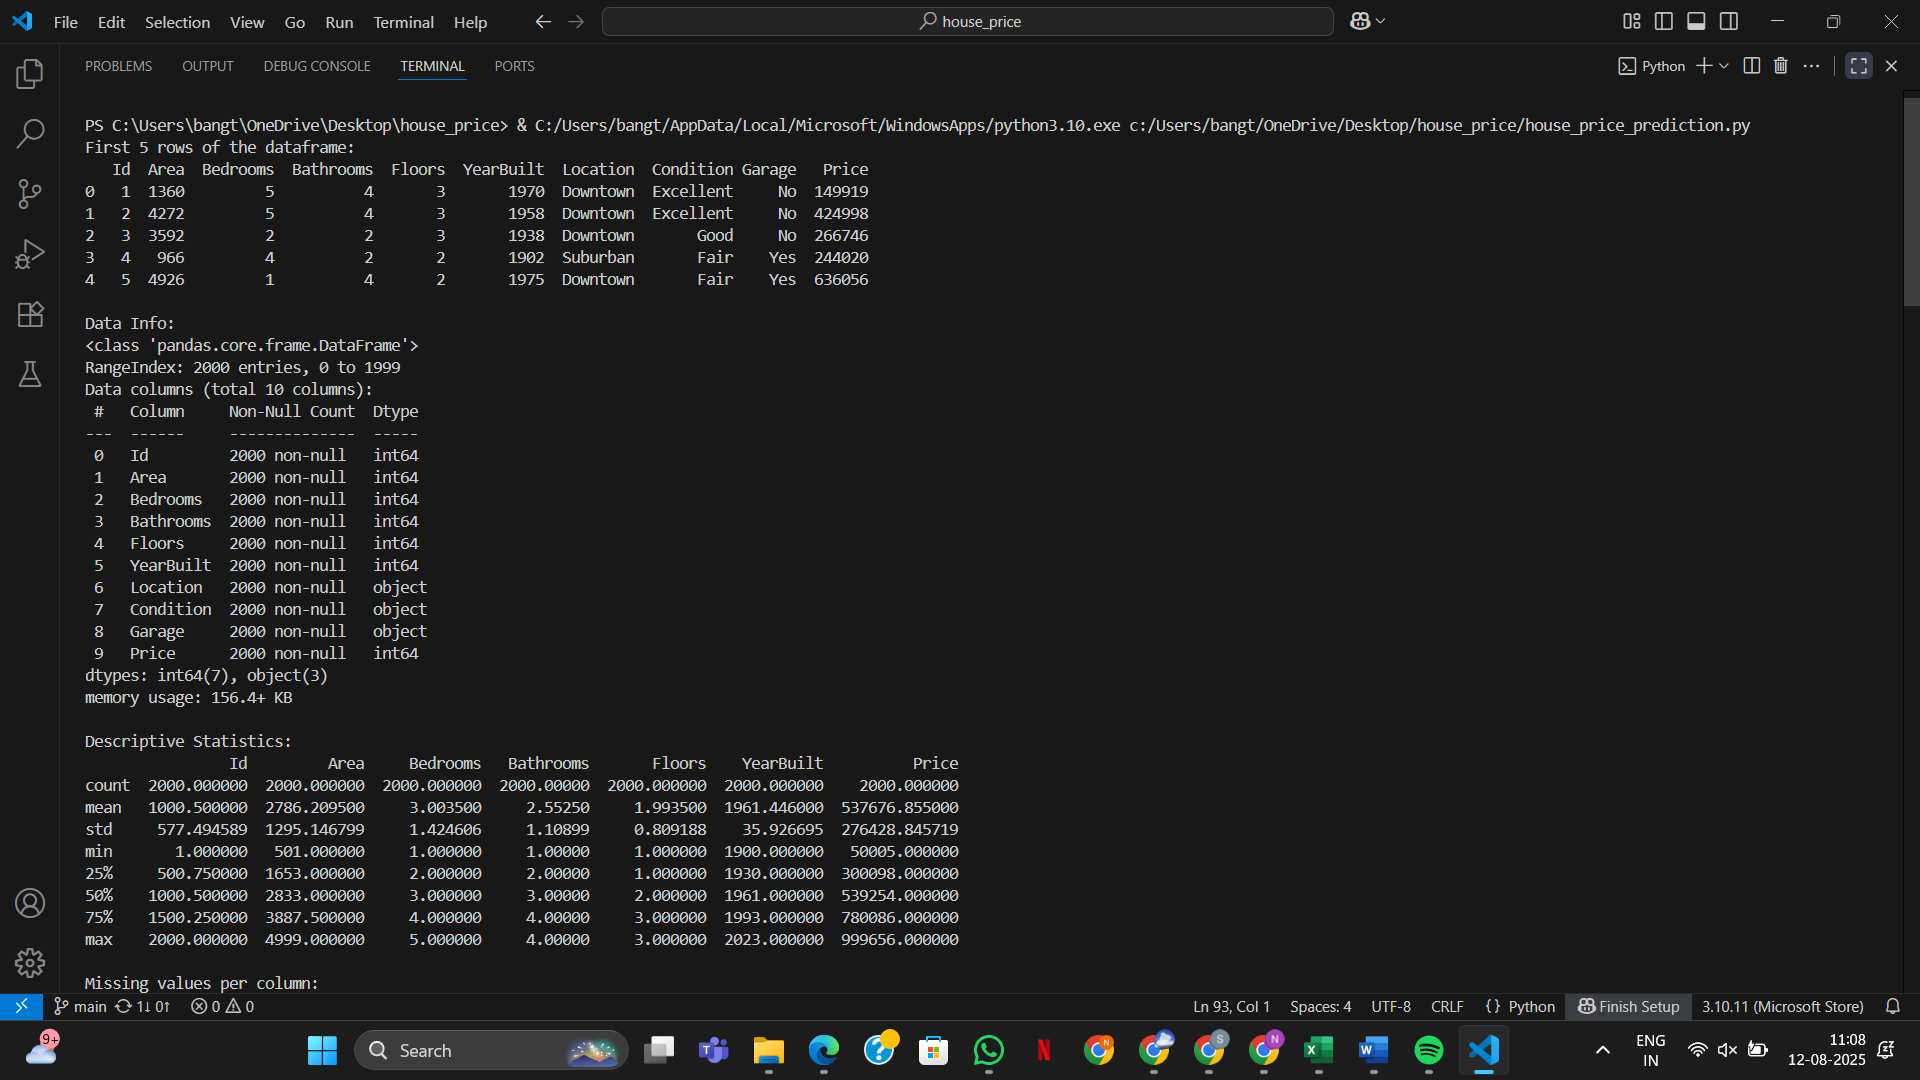 File Edit Selection View Go Run Terminal Help
house_price
PROBLEMS OUTPUT DEBUG CONSOLE TERMINAL PORTS
Python
PS C:\Users\bangt\OneDrive\Desktop\house_price> & C:/Users/bangt/AppData/Local/Microsoft/WindowsApps/python3.10.exe c:/Users/bangt/OneDrive/Desktop/house_price/house_price_prediction.py
First 5 rows of the dataframe:
Id Area Bedrooms Bathrooms Floors YearBuilt Location Condition Garage Price
0 1 1360 5 4 3 1970 Downtown Excellent No 149919
1 2 4272 5 4 3 1958 Downtown Excellent No 424998
2 3 3592 2 2 3 1938 Downtown Good No 266746
3 4 966 4 2 2 1902 Suburban Fair Yes 244020
4 5 4926 1 4 2 1975 Downtown Fair Yes 636056
Data Info:
<class 'pandas.core.frame.DataFrame'>
RangeIndex: 2000 entries, 0 to 1999
Data columns (total 10 columns):
# Column Non-Null Count Dtype
--- ------ -------------- -----
0 Id 2000 non-null int64
1 Area 2000 non-null int64
2 Bedrooms 2000 non-null int64
3 Bathrooms 2000 non-null int64
4 Floors 2000 non-null int64
5 YearBuilt 2000 non-null int64
6 Location 2000 non-null object
7 Condition 2000 non-null object
8 Garage 2000 non-null object
9 Price 2000 non-null int64
dtypes: int64(7), object(3)
memory usage: 156.4+ KB
Descriptive Statistics:
Id Area Bedrooms Bathrooms Floors YearBuilt Price
count 2000.000000 2000.000000 2000.000000 2000.00000 2000.000000 2000.000000 2000.000000
mean 1000.500000 2786.209500 3.003500 2.55250 1.993500 1961.446000 537676.855000
std 577.494589 1295.146799 1.424606 1.10899 0.809188 35.926695 276428.845719
min 1.000000 501.000000 1.000000 1.00000 1.000000 1900.000000 50005.000000
25% 500.750000 1653.000000 2.000000 2.00000 1.000000 1930.000000 300098.000000
50% 1000.500000 2833.000000 3.000000 3.00000 2.000000 1961.000000 539254.000000
75% 1500.250000 3887.500000 4.000000 4.00000 3.000000 1993.000000 780086.000000
max 2000.000000 4999.000000 5.000000 4.00000 3.000000 2023.000000 999656.000000
Missing values per column:
main 1↓ 0↑ 0 0 Ln 93, Col 1 Spaces: 4 UTF-8 CRLF {} Python Finish Setup 3.10.11 (Microsoft Store)
9+ Search ENG IN 11:08 12-08-2025